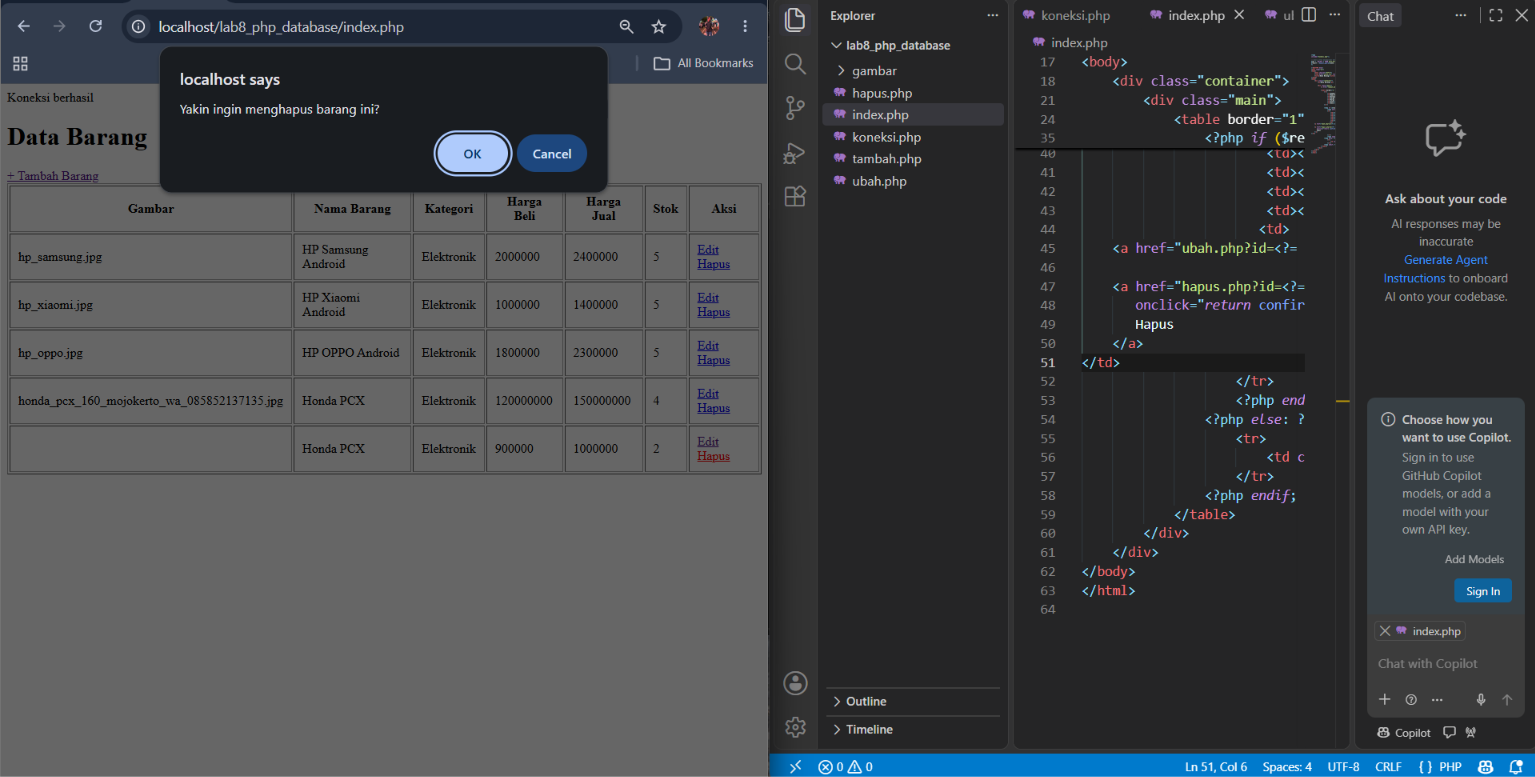 localhost/lab8_php_database/index.php
All Bookmarks
localhost says
Yakin ingin menghapus barang ini?
OK
Cancel
Koneksi berhasil
Data Barang
+ Tambah Barang
Gambar Nama Barang Kategori Harga Beli Harga Jual Stok Aksi
hp_samsung.jpg HP Samsung Android Elektronik 2000000 2400000 5 Edit Hapus
hp_xiaomi.jpg HP Xiaomi Android Elektronik 1000000 1400000 5 Edit Hapus
hp_oppo.jpg HP OPPO Android Elektronik 1800000 2300000 5 Edit Hapus
honda_pcx_160_mojokerto_wa_085852137135.jpg Honda PCX Elektronik 120000000 150000000 4 Edit Hapus
Honda PCX Elektronik 900000 1000000 2 Edit Hapus
Explorer
lab8_php_database
gambar
hapus.php
index.php
koneksi.php
tambah.php
ubah.php
Outline
Timeline
koneksi.php
index.php
ul
index.php
17 <body>
18 <div class="container">
21 <div class="main">
24 <table border="1"
35 <?php if ($re
40 <td><
41 <td><
42 <td><
43 <td><
44 <td>
45 <a href="ubah.php?id=<?=
46
47 <a href="hapus.php?id=<?=
48 onclick="return confir
49 Hapus
50 </a>
51 </td>
52 </tr>
53 <?php end
54 <?php else: ?
55 <tr>
56 <td c
57 </tr>
58 <?php endif;
59 </table>
60 </div>
61 </div>
62 </body>
63 </html>
64
Chat
Ask about your code
AI responses may be
inaccurate
Generate Agent
Instructions to onboard
AI onto your codebase.
Choose how you
want to use Copilot.
Sign in to use
GitHub Copilot
models, or add a
model with your
own API key.
Add Models
Sign In
index.php
Chat with Copilot
Copilot
0 0
Ln 51, Col 6
Spaces: 4
UTF-8
CRLF
{ } PHP